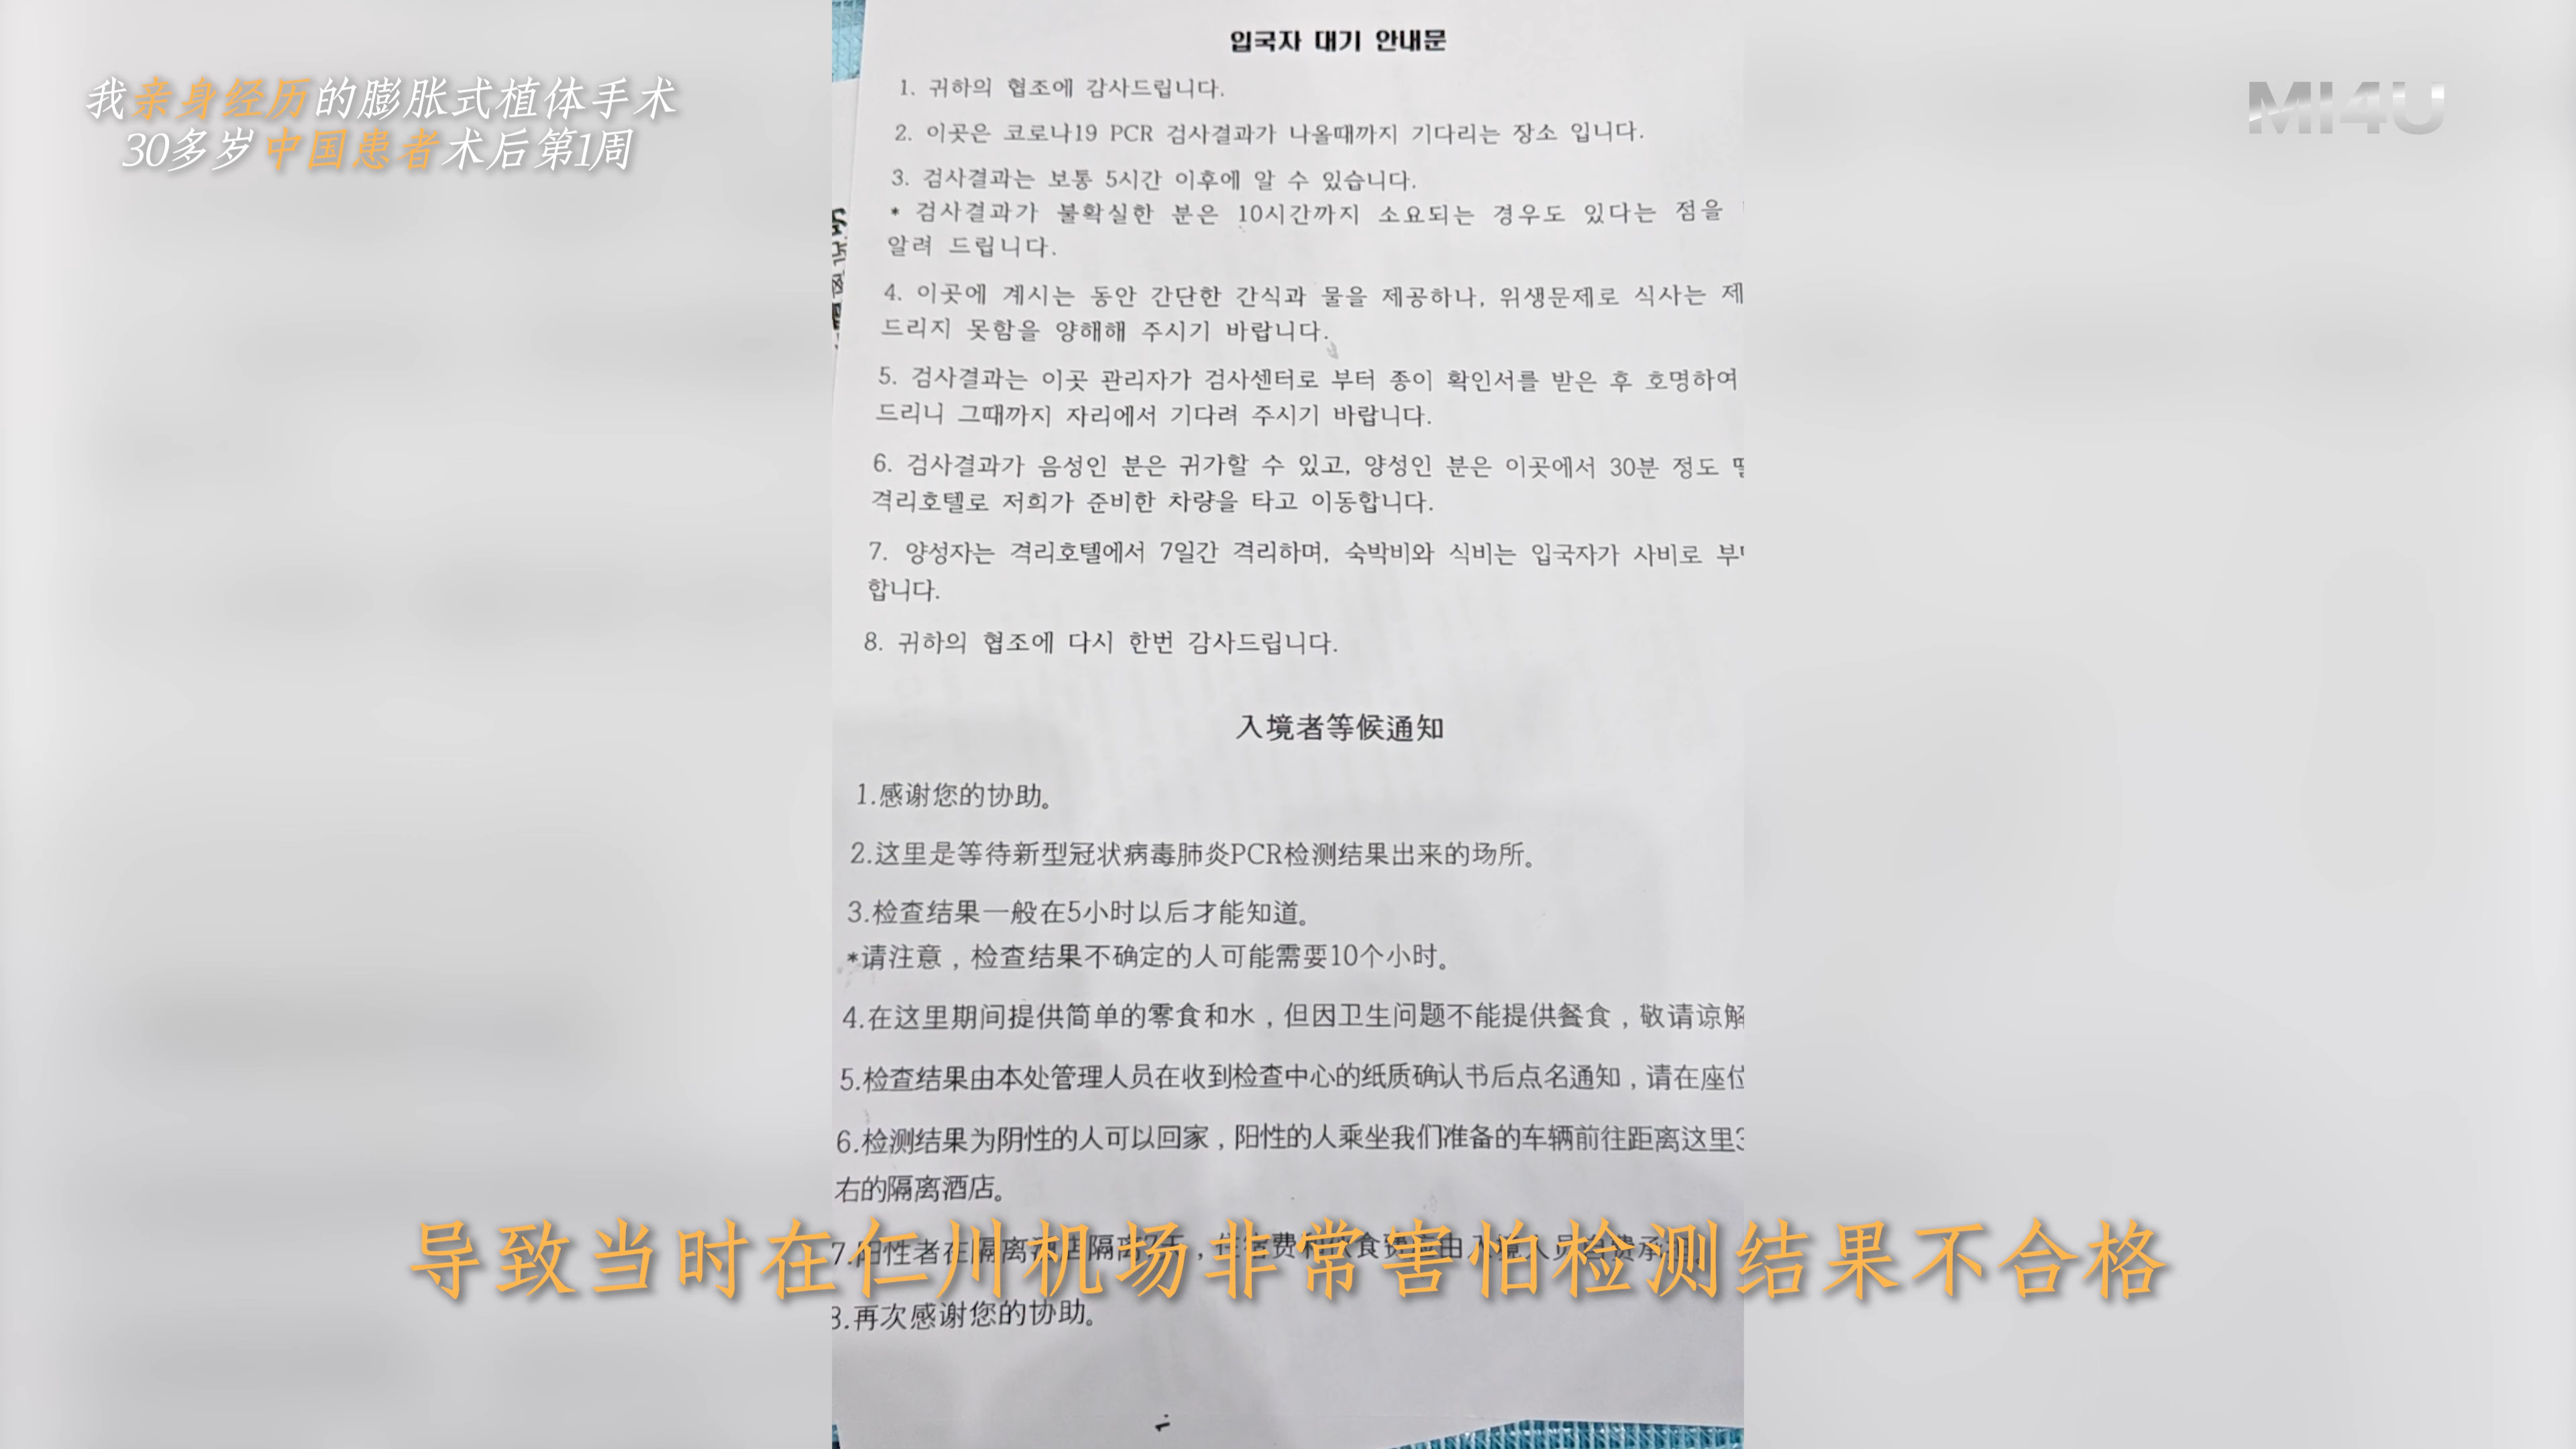 我亲身经历的膨胀式植体手术
30多岁中国患者术后第1周
MI4U
입국자 대기 안내문
1. 귀하의 협조에 감사드립니다.
2. 이곳은 코로나19 PCR 검사결과가 나올때까지 기다리는 장소 입니다.
3. 검사결과는 보통 5시간 이후에 알 수 있습니다.
* 검사결과가 불확실한 분은 10시간까지 소요되는 경우도 있다는 점을
알려 드립니다.
4. 이곳에 계시는 동안 간단한 간식과 물을 제공하나, 위생문제로 식사는 제
드리지 못함을 양해해 주시기 바랍니다.
5. 검사결과는 이곳 관리자가 검사센터로 부터 종이 확인서를 받은 후 호명하여
드리니 그때까지 자리에서 기다려 주시기 바랍니다.
6. 검사결과가 음성인 분은 귀가할 수 있고, 양성인 분은 이곳에서 30분 정도
격리호텔로 저희가 준비한 차량을 타고 이동합니다.
7. 양성자는 격리호텔에서 7일간 격리하며, 숙박비와 식비는 입국자가 사비로
합니다.
8. 귀하의 협조에 다시 한번 감사드립니다.
入境者等候通知
1.感谢您的协助。
2.这里是等待新型冠状病毒肺炎PCR检测结果出来的场所。
3.检查结果一般在5小时以后才能知道。
*请注意，检查结果不确定的人可能需要10个小时。
4.在这里期间提供简单的零食和水，但因卫生问题不能提供餐食，敬请谅解
5.检查结果由本处管理人员在收到检查中心的纸质确认书后点名通知，请在座位
6.检测结果为阴性的人可以回家，阳性的人乘坐我们准备的车辆前往距离这里3
右的隔离酒店。
7.阳性者在隔离酒店隔离
导致当时在仁川机场非常害怕检测结果不合格
8.再次感谢您的协助。